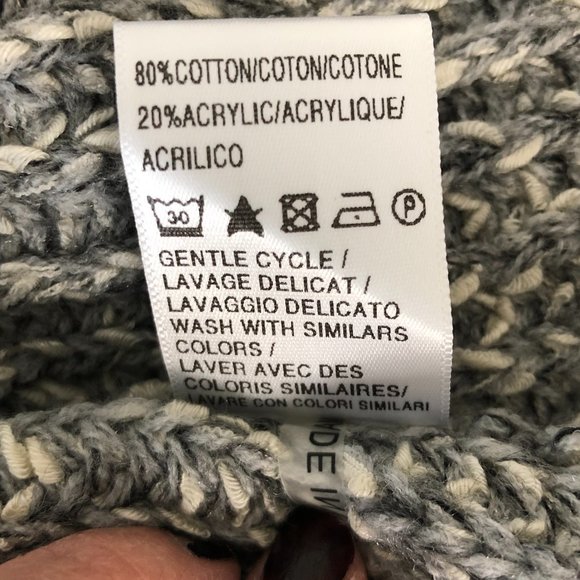 80%COTTON/COTON/COTONE
20%ACRYLIC/ACRYLIQUE/
ACRILICO
30
P
GENTLE CYCLE /
LAVAGE DELICAT /
LAVAGGIO DELICATO
WASH WITH SIMILARS
COLORS /
LAVER AVEC DES
COLORIS SIMILAIRES/
LAVARE CON COLORI SIMILARI